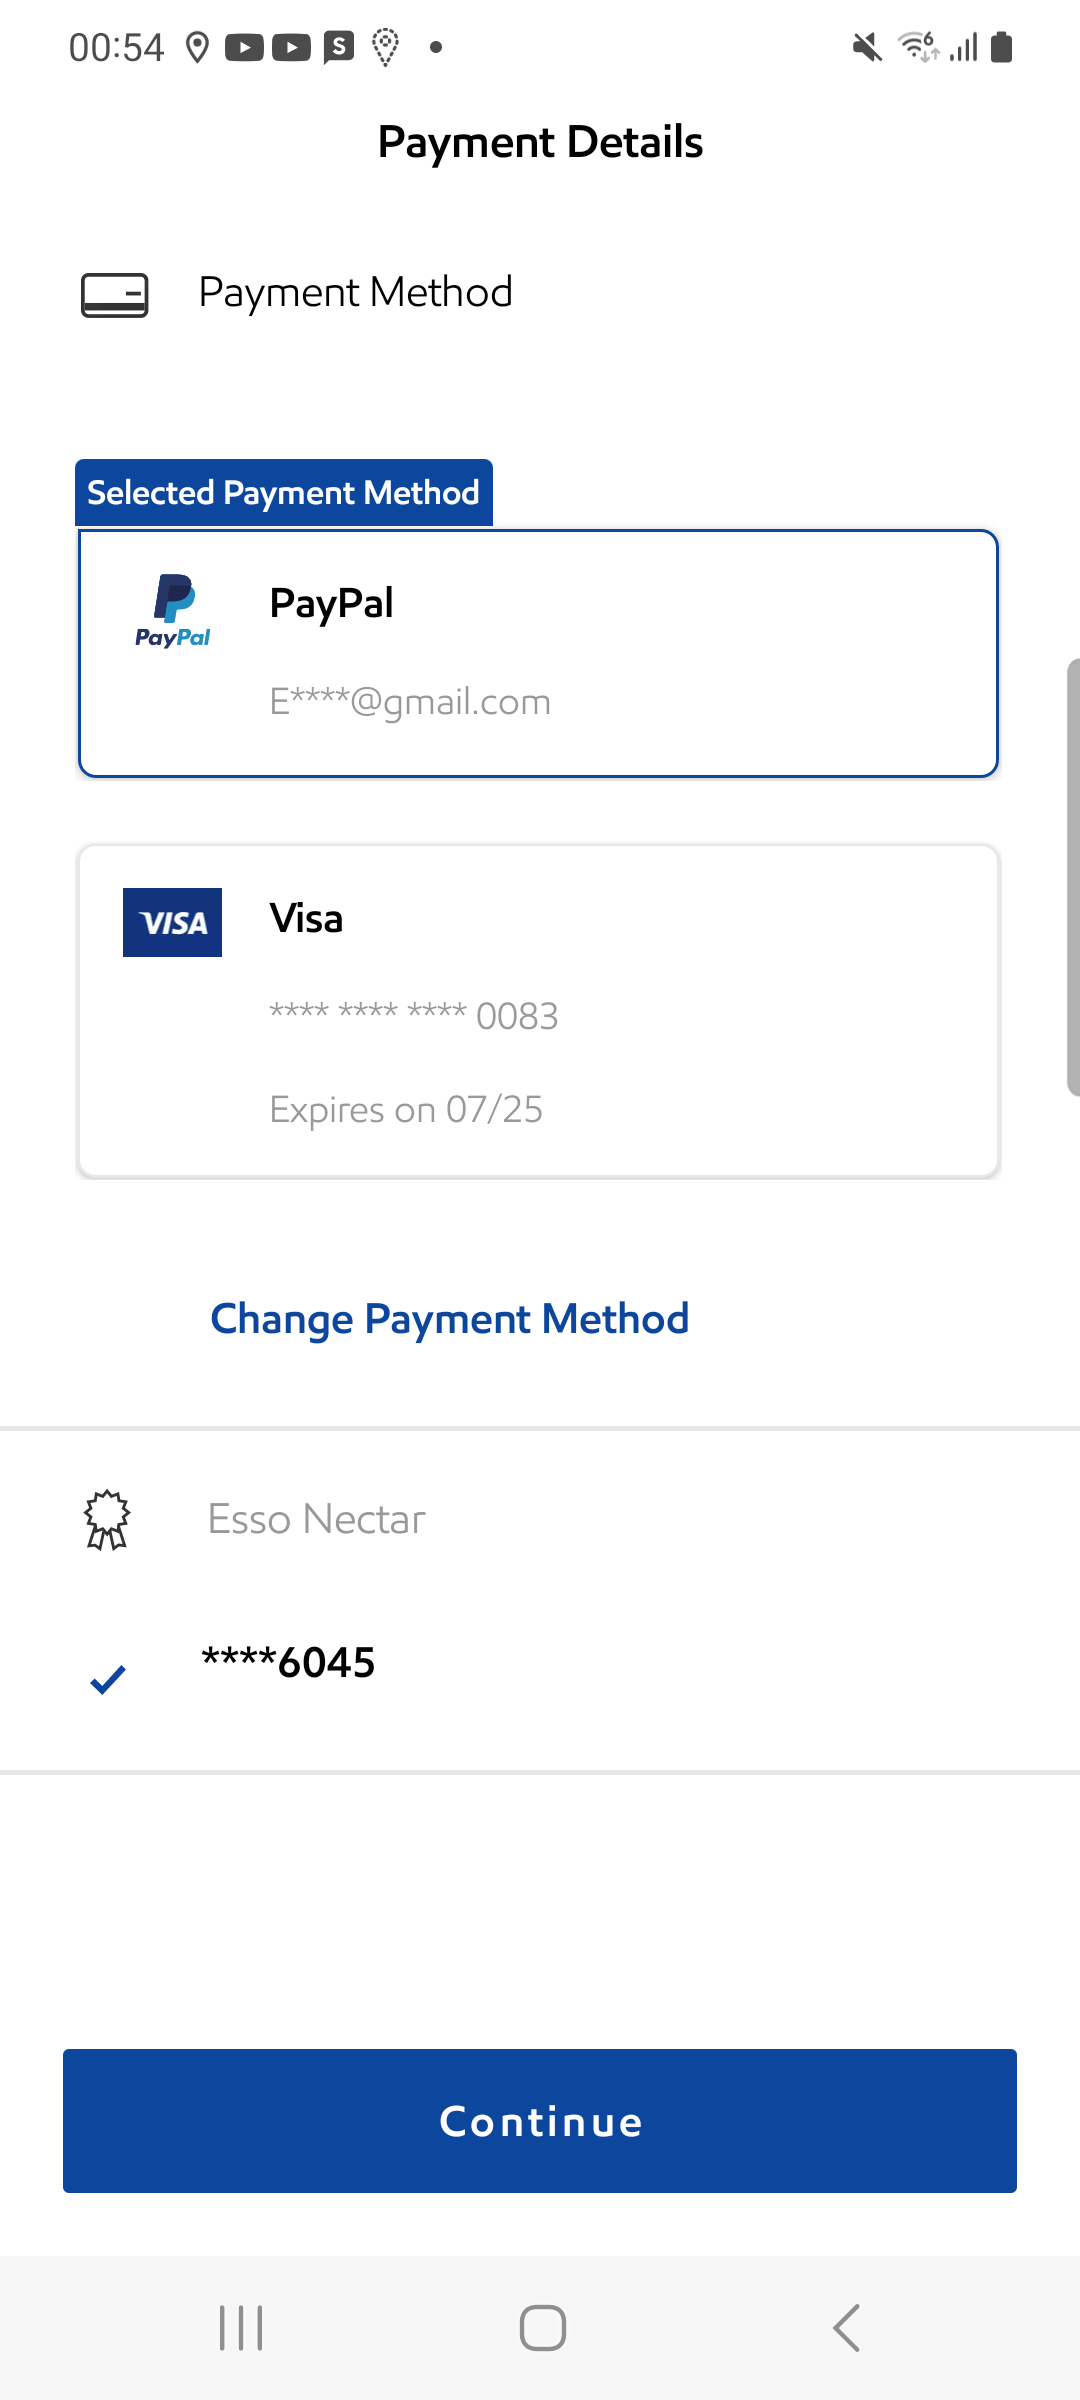 00:54
Payment Details
Payment Method
Selected Payment Method
PayPal
PayPal
E****@gmail.com
VISA
Visa
**** **** **** 0083
Expires on 07/25
Change Payment Method
Esso Nectar
****6045
Continue